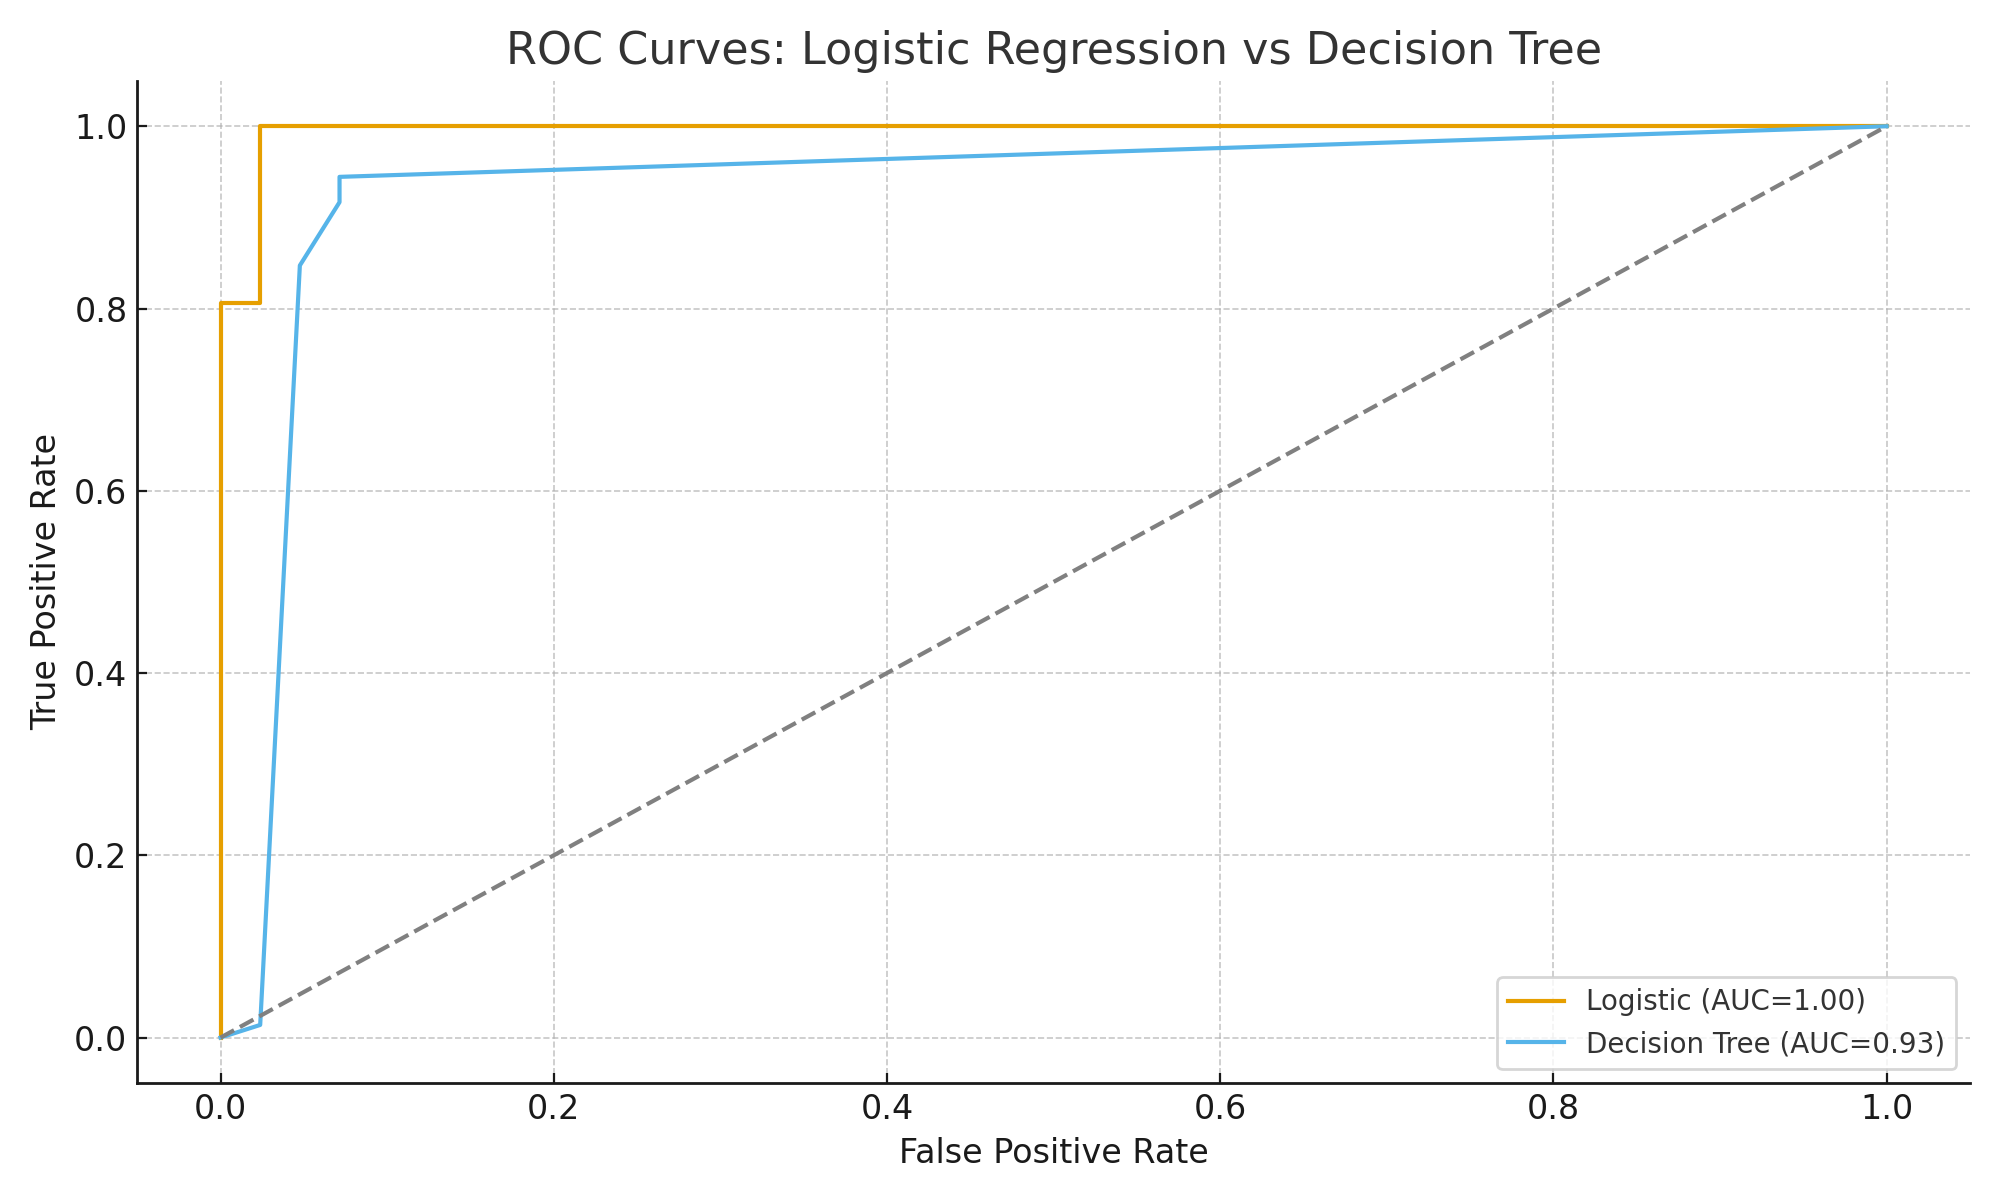 ROC Curves: Logistic Regression vs Decision Tree
True Positive Rate
1.0
0.8
0.6
0.4
0.2
0.0
Logistic (AUC=1.00)
Decision Tree (AUC=0.93)
0.0 0.2 0.4 0.6 0.8 1.0
False Positive Rate